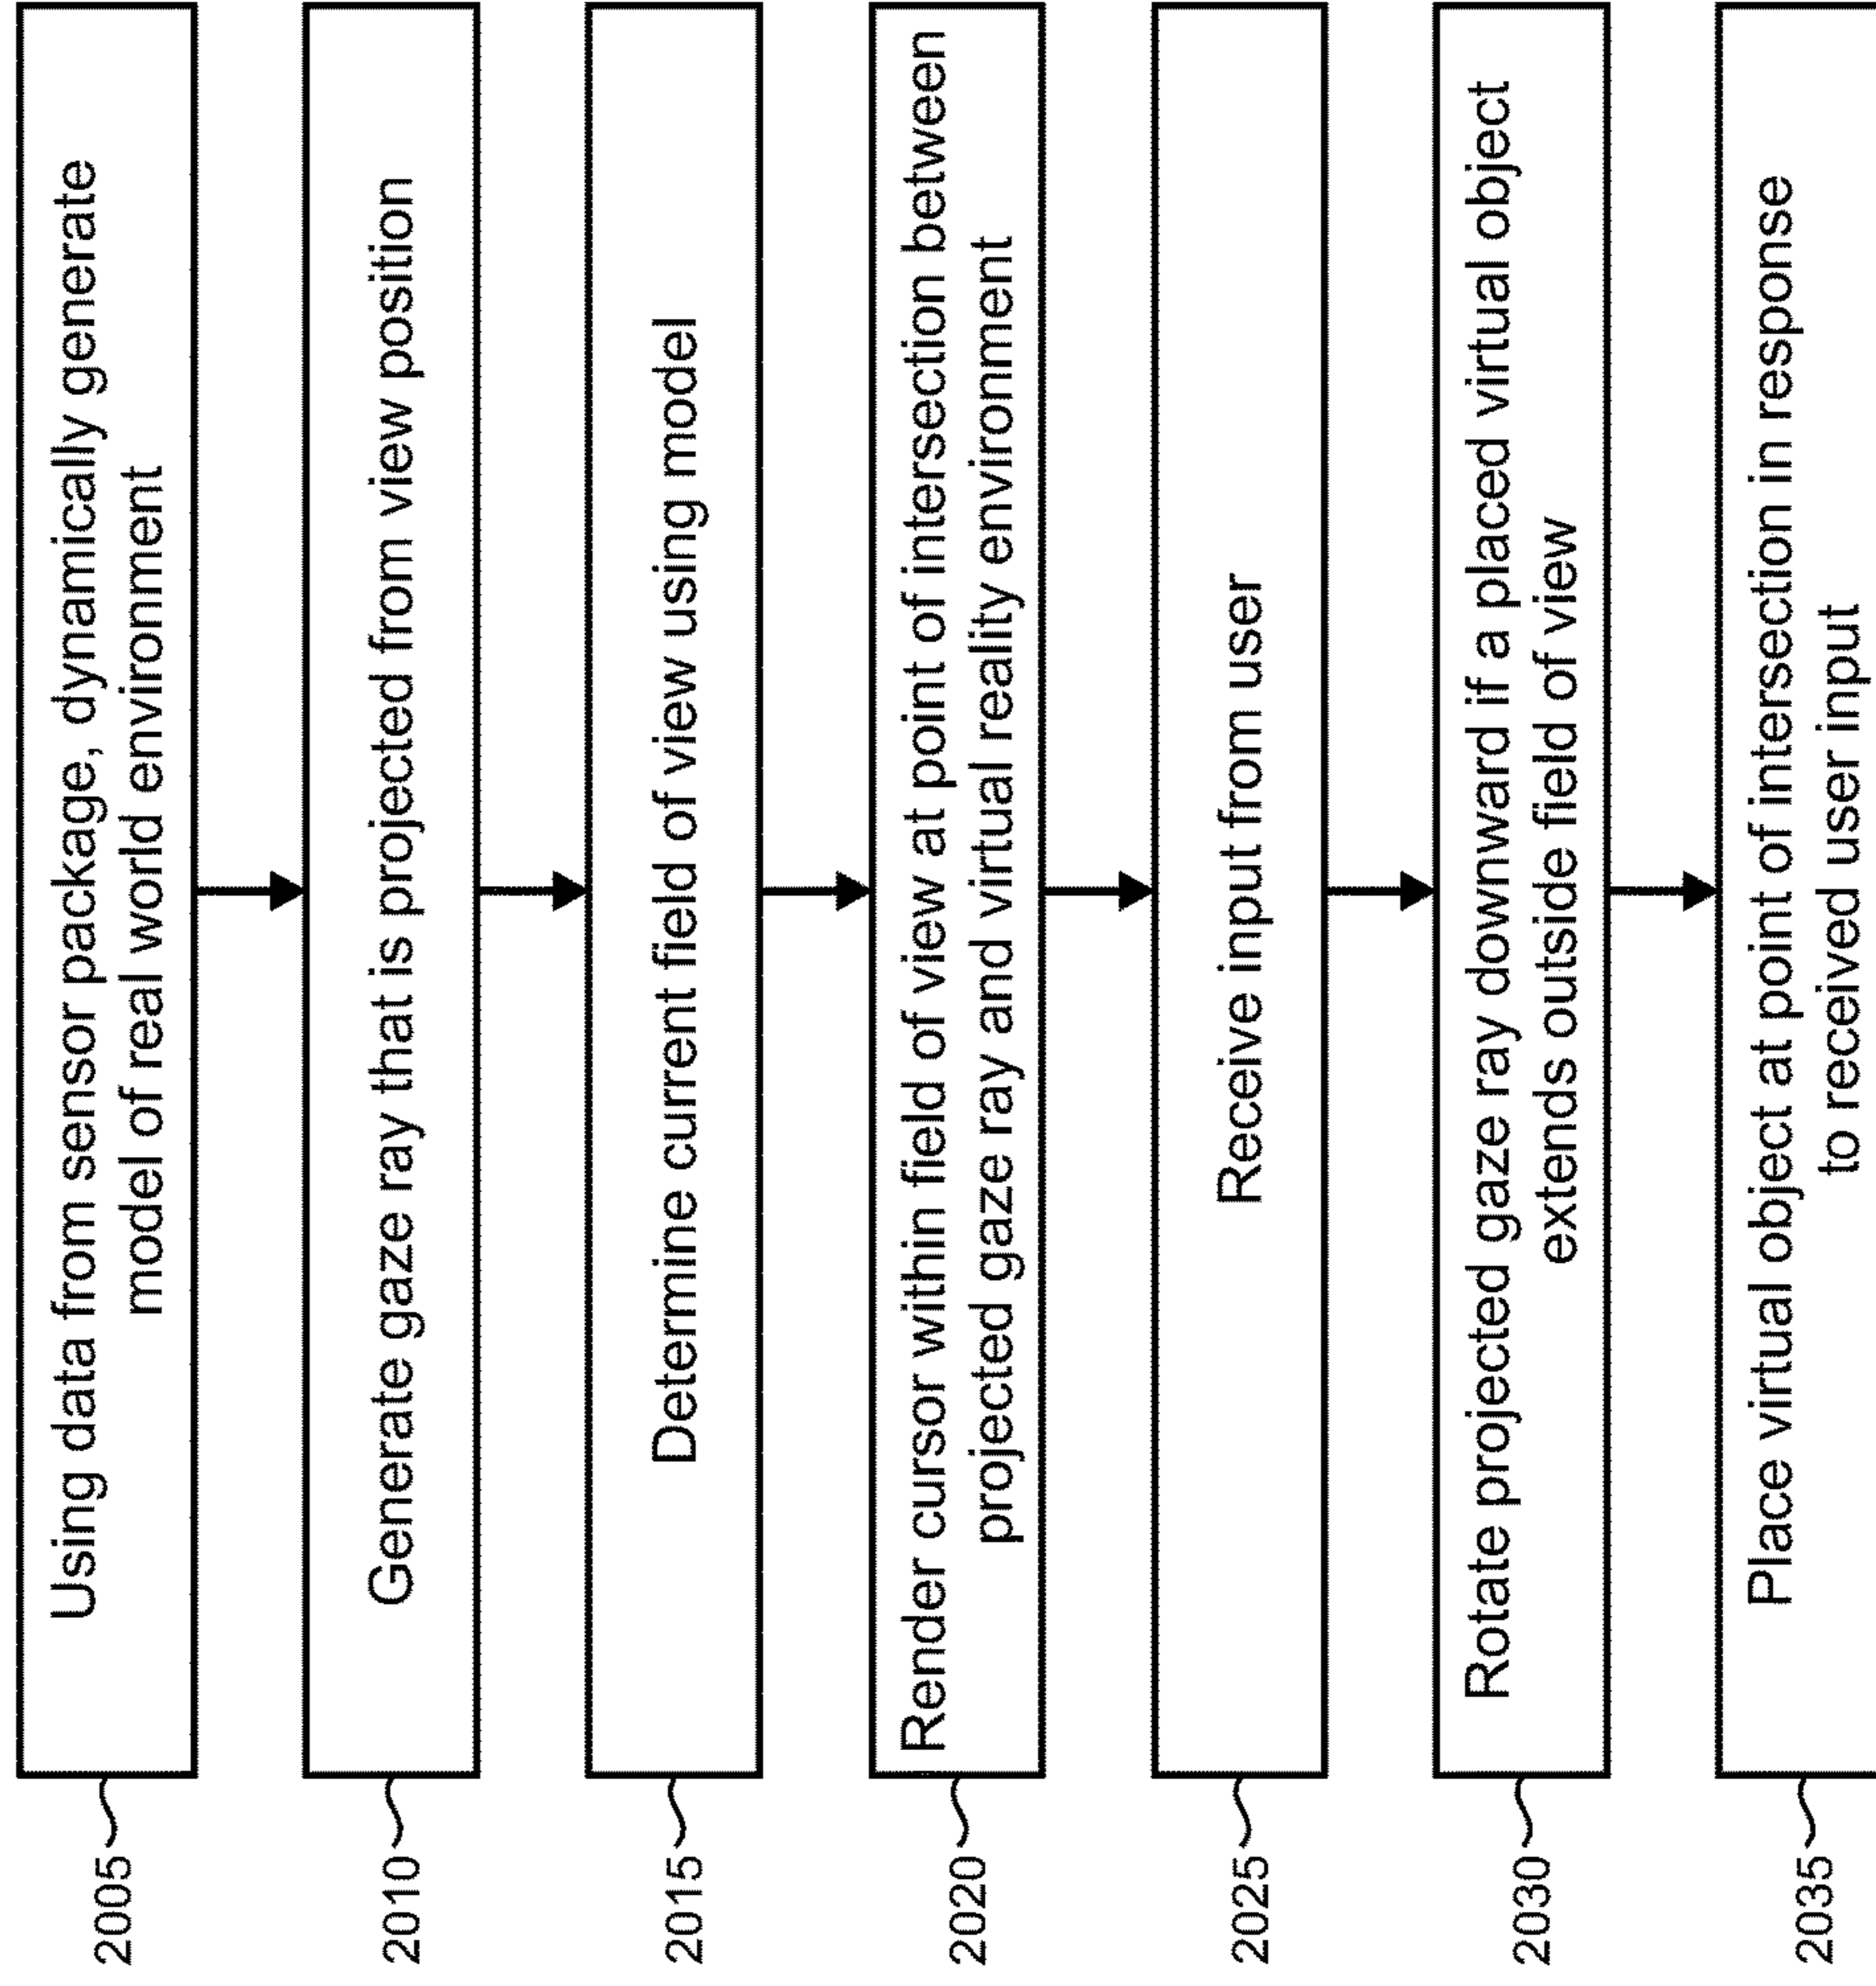 2005
Using data from sensor package, dynamically generate
model of real world environment
2010
Generate gaze ray that is projected from view position
2015
Determine current field of view using model
2020
Render cursor within field of view at point of intersection between
projected gaze ray and virtual reality environment
2025
Receive input from user
2030
Rotate projected gaze ray downward if a placed virtual object
extends outside field of view
2035
Place virtual object at point of intersection in response
to received user input